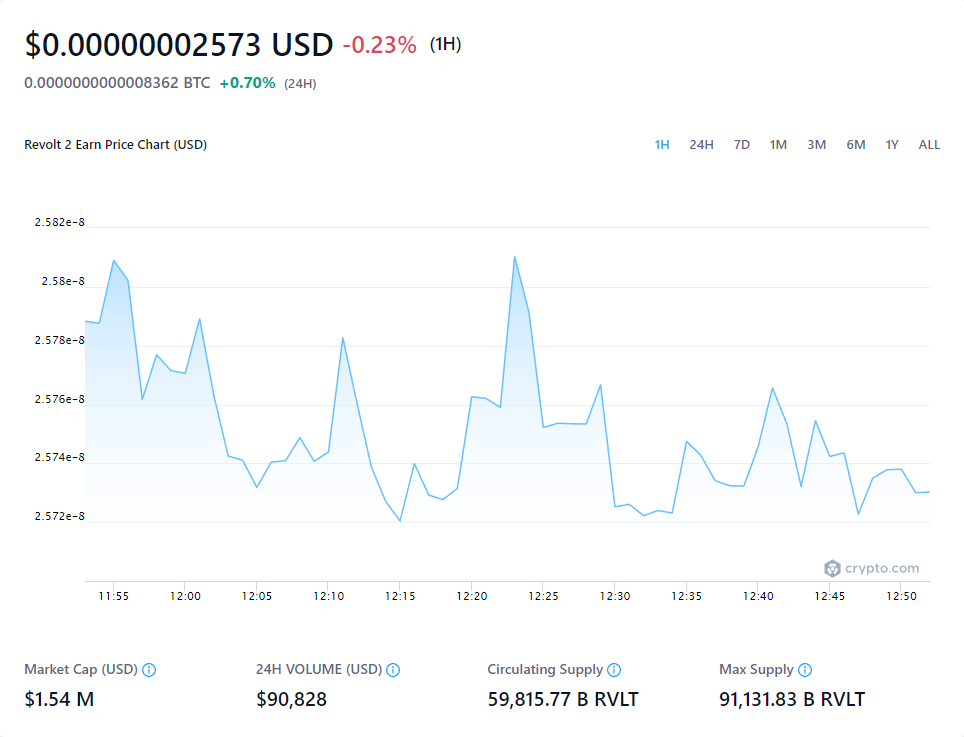 $0.00000002573 USD -0.23% (1H)
0.0000000000008362 BTC +0.70% (24H)
Revolt 2 Earn Price Chart (USD) 1H 24H 7D 1M 3M 6M 1Y ALL
2.582e-8
2.58e-8
2.578e-8
2.576e-8
2.574e-8
2.572e-8
crypto.com
11:55 12:00 12:05 12:10 12:15 12:20 12:25 12:30 12:35 12:40 12:45 12:50
Market Cap (USD) 24H VOLUME (USD) Circulating Supply Max Supply
$1.54 M $90,828 59,815.77 B RVLT 91,131.83 B RVLT